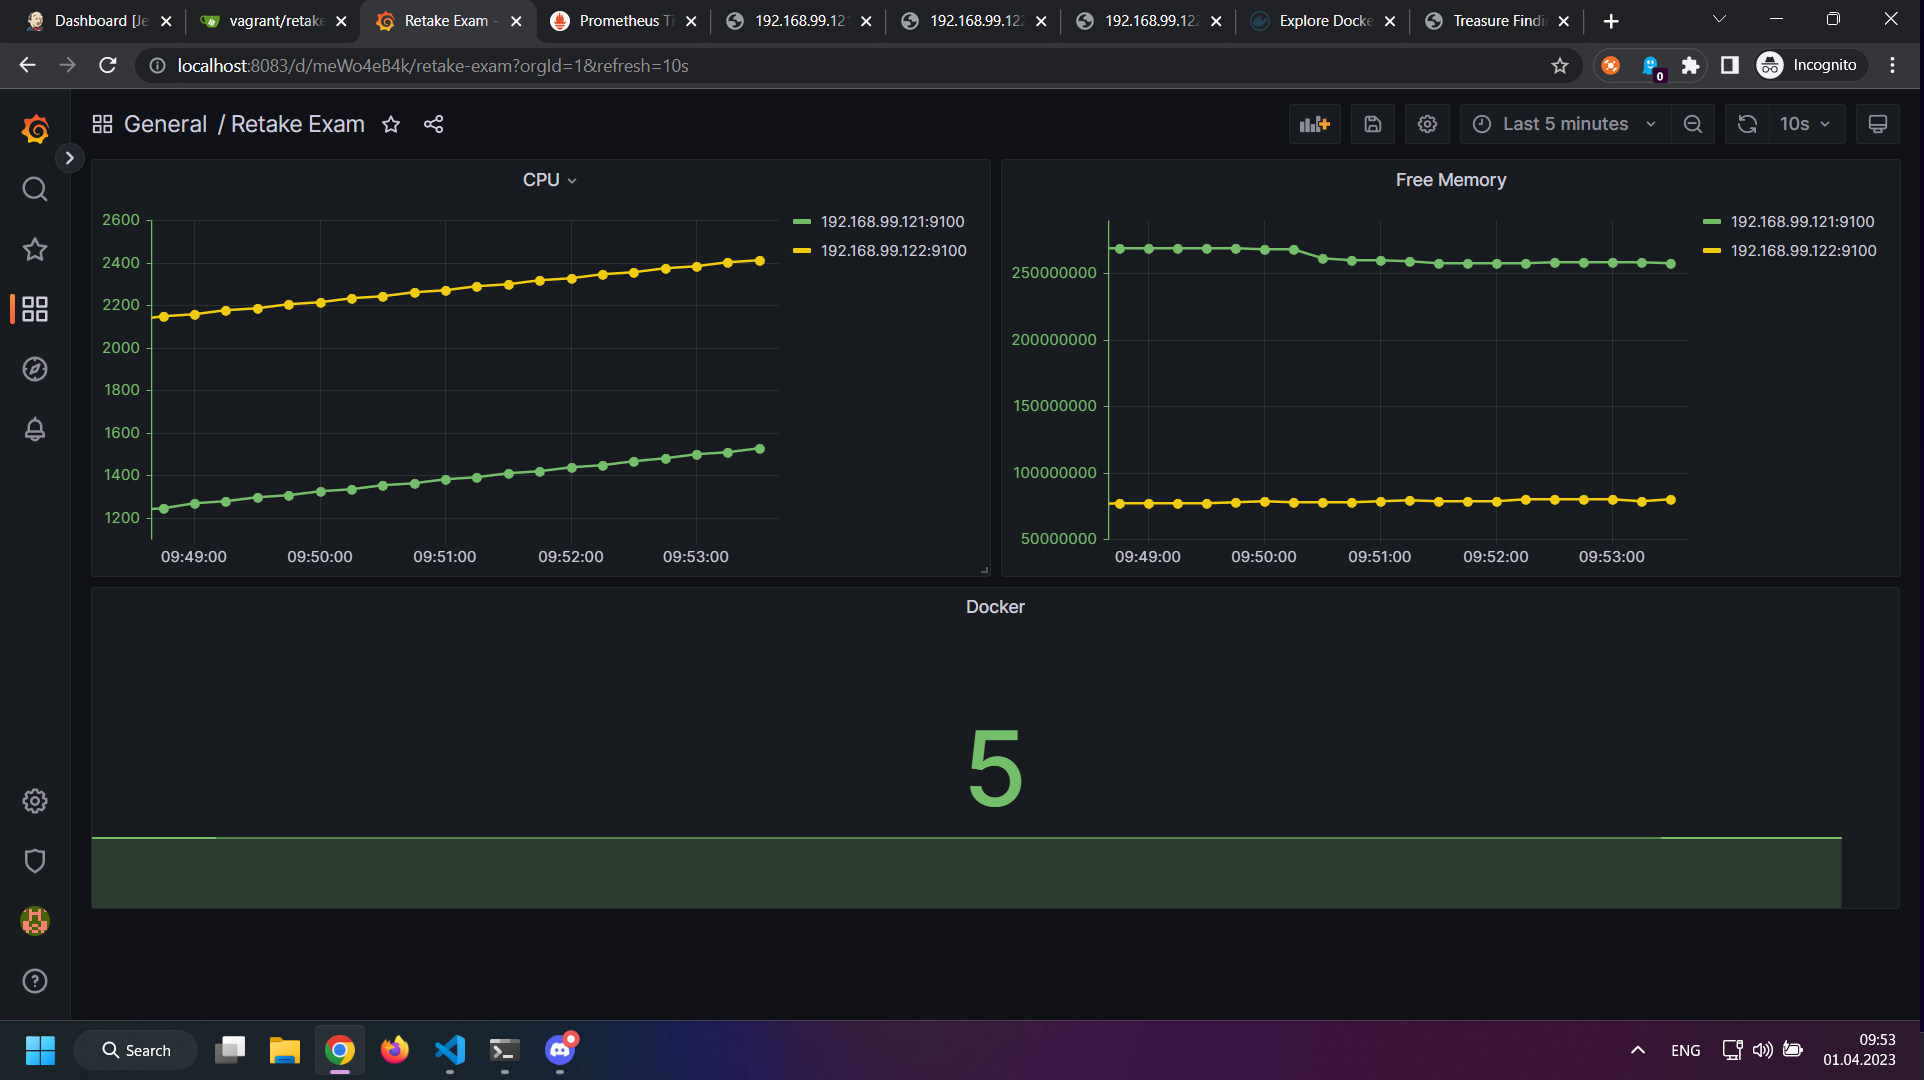 Dashboard [Je
vagrant/retake
Retake Exam -
Prometheus Ti
192.168.99.121
192.168.99.122
192.168.99.122
Explore Docke
Treasure Findi
localhost:8083/d/meWo4eB4k/retake-exam?orgId=1&refresh=10s
0
Incognito
General / Retake Exam
Last 5 minutes
10s
CPU
2600
2400
2200
2000
1800
1600
1400
1200
09:49:00 09:50:00 09:51:00 09:52:00 09:53:00
192.168.99.121:9100
192.168.99.122:9100
Free Memory
250000000
200000000
150000000
100000000
50000000
09:49:00 09:50:00 09:51:00 09:52:00 09:53:00
192.168.99.121:9100
192.168.99.122:9100
Docker
5
Search
ENG
09:53
01.04.2023